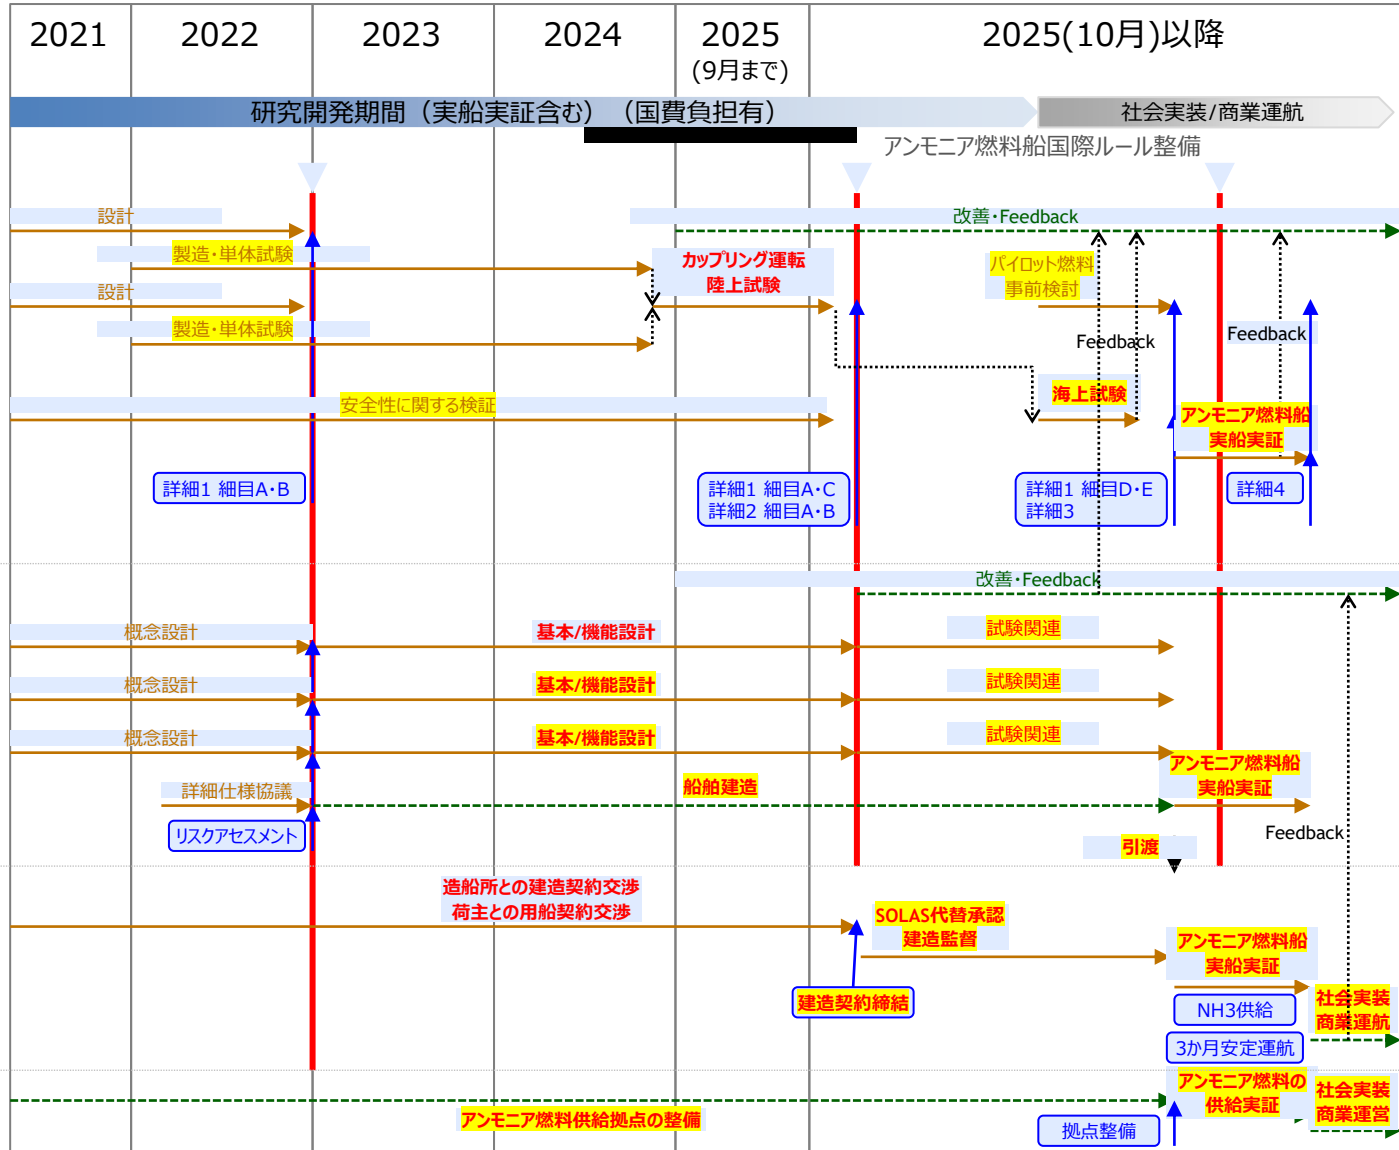 2021
2022
2023
2024
2025
(9月まで)
2025(10月)以降
研究開発期間（実船実証含む）（国費負担有）
社会実装/商業運航
アンモニア燃料船国際ルール整備
設計
改善・Feedback
製造・単体試験
カップリング運転
陸上試験
パイロット燃料
事前検討
設計
製造・単体試験
Feedback
Feedback
安全性に関する検証
海上試験
アンモニア燃料船
実船実証
詳細1 細目A・B
詳細1 細目A・C
詳細2 細目A・B
詳細1 細目D・E
詳細3
詳細4
改善・Feedback
概念設計
基本/機能設計
試験関連
概念設計
基本/機能設計
試験関連
概念設計
基本/機能設計
試験関連
アンモニア燃料船
実船実証
詳細仕様協議
船舶建造
リスクアセスメント
Feedback
引渡
造船所との建造契約交渉
荷主との用船契約交渉
SOLAS代替承認
建造監督
アンモニア燃料船
実船実証
建造契約締結
NH3供給
社会実装
商業運航
3か月安定運航
アンモニア燃料の
供給実証
社会実装
商業運営
アンモニア燃料供給拠点の整備
拠点整備